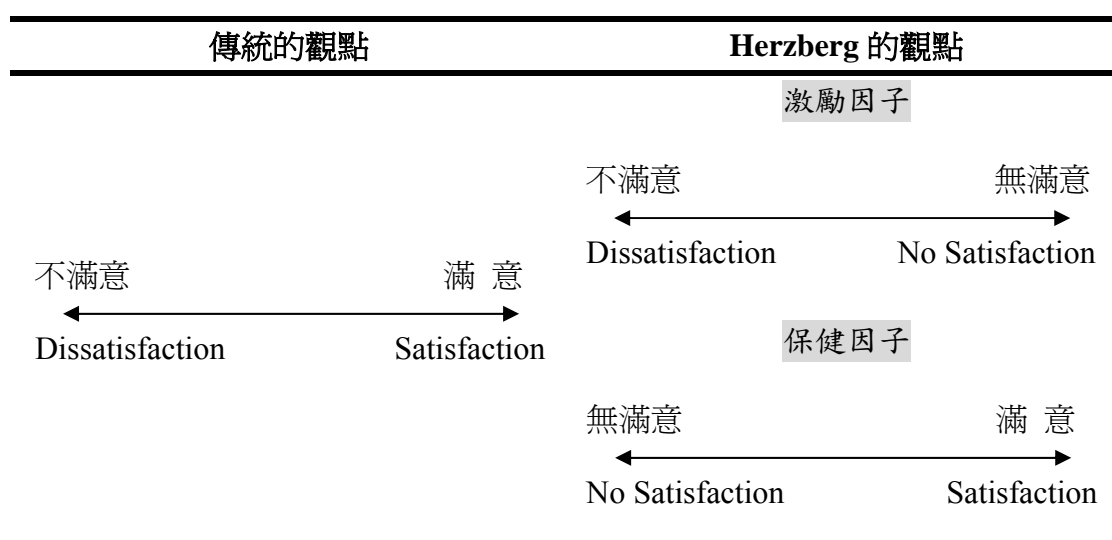 傳統的觀點 Herzberg 的觀點
激勵因子
不滿意 無滿意
Dissatisfaction No Satisfaction
不滿意 滿 意
Dissatisfaction Satisfaction
保健因子
無滿意 滿 意
No Satisfaction Satisfaction